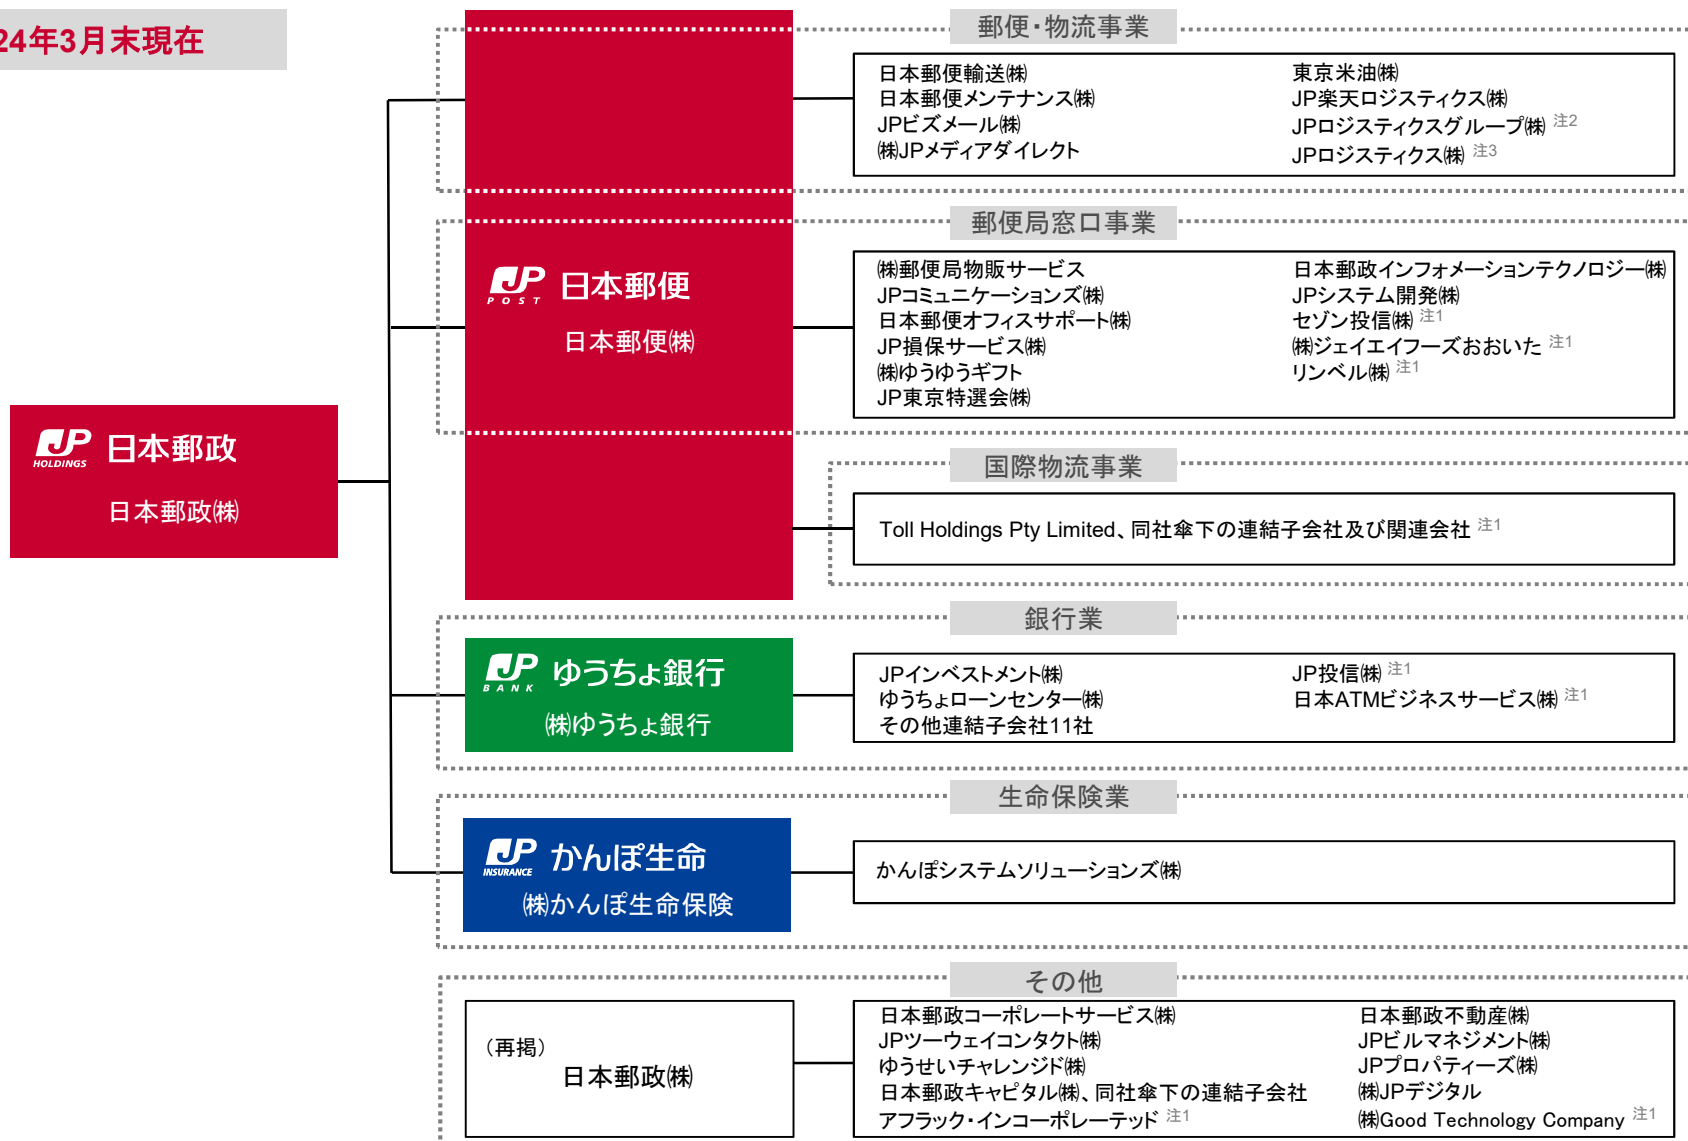 24年3月末現在
郵便・物流事業
日本郵便輸送㈱
日本郵便メンテナンス㈱
JPビズメール㈱
㈱JPメディアダイレクト
東京米油㈱
JP楽天ロジスティクス㈱
JPロジスティクスグループ㈱ 注2
JPロジスティクス㈱ 注3
郵便局窓口事業
JP POST 日本郵便
日本郵便㈱
㈱郵便局物販サービス
JPコミュニケーションズ㈱
日本郵便オフィスサポート㈱
JP損保サービス㈱
㈱ゆうゆうギフト
JP東京特選会㈱
日本郵政インフォメーションテクノロジー㈱
JPシステム開発㈱
セゾン投信㈱ 注1
㈱ジェイエイフーズおおいた 注1
リンベル㈱ 注1
JP HOLDINGS 日本郵政
日本郵政㈱
国際物流事業
Toll Holdings Pty Limited、同社傘下の連結子会社及び関連会社 注1
銀行業
JP BANK ゆうちょ銀行
㈱ゆうちょ銀行
JPインベストメント㈱
ゆうちょローンセンター㈱
その他連結子会社11社
JP投信㈱ 注1
日本ATMビジネスサービス㈱ 注1
生命保険業
JP INSURANCE かんぽ生命
㈱かんぽ生命保険
かんぽシステムソリューションズ㈱
その他
（再掲）
日本郵政㈱
日本郵政コーポレートサービス㈱
JPツーウェイコンタクト㈱
ゆうせいチャレンジド㈱
日本郵政キャピタル㈱、同社傘下の連結子会社
アフラック・インコーポレーテッド 注1
日本郵政不動産㈱
JPビルマネジメント㈱
JPプロパティーズ㈱
㈱JPデジタル
㈱Good Technology Company 注1